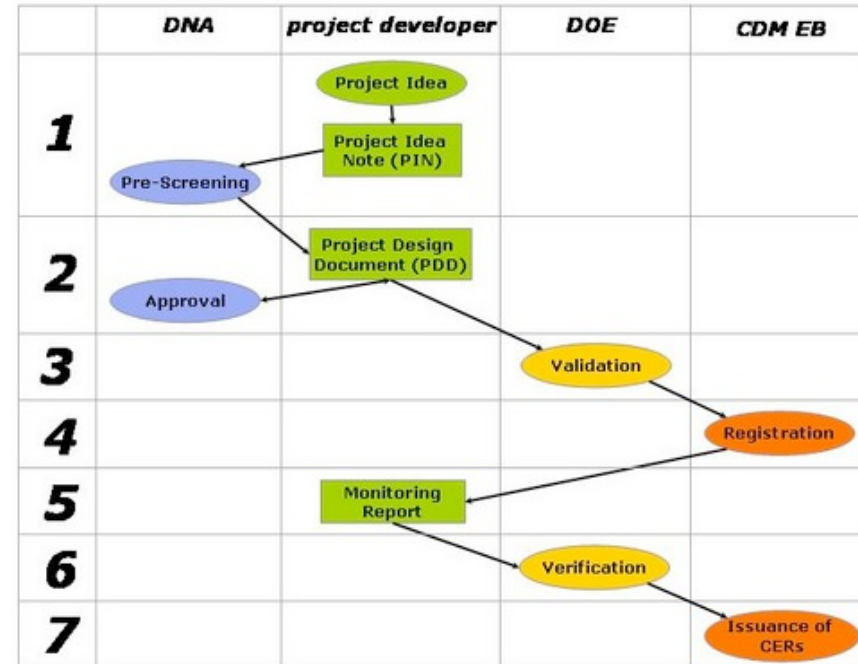 DNA project developer DOE CDM EB
1
Project Idea
Project Idea
Note (PIN)
Pre-Screening
2
Project Design
Document (PDD)
Approval
3
Validation
4
Registration
5
Monitoring
Report
6
Verification
7
Issuance of
CERs